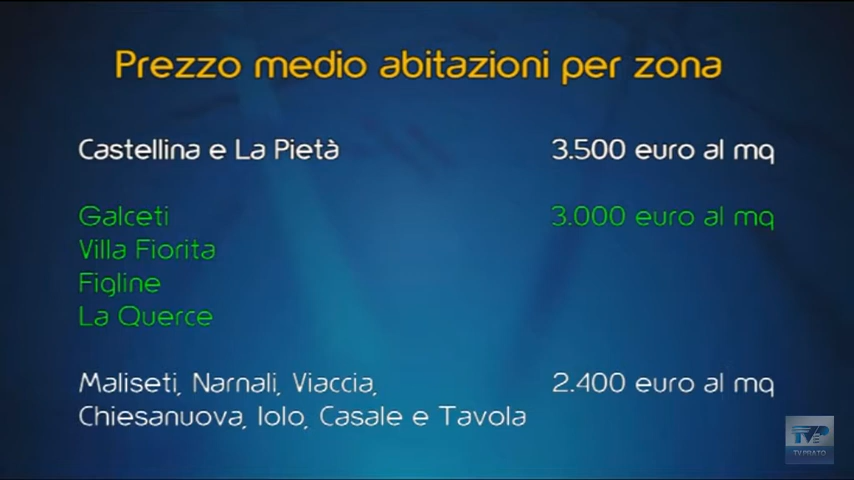 Prezzo medio abitazioni per zona
Castellina e La Pietà 3.500 euro al mq
Galceti 3.000 euro al mq
Villa Fiorita
Figline
La Querce
Maliseti, Narnali, Viaccia, 2.400 euro al mq
Chiesanuova, Iolo, Casale e Tavola
TVP
TV PRATO